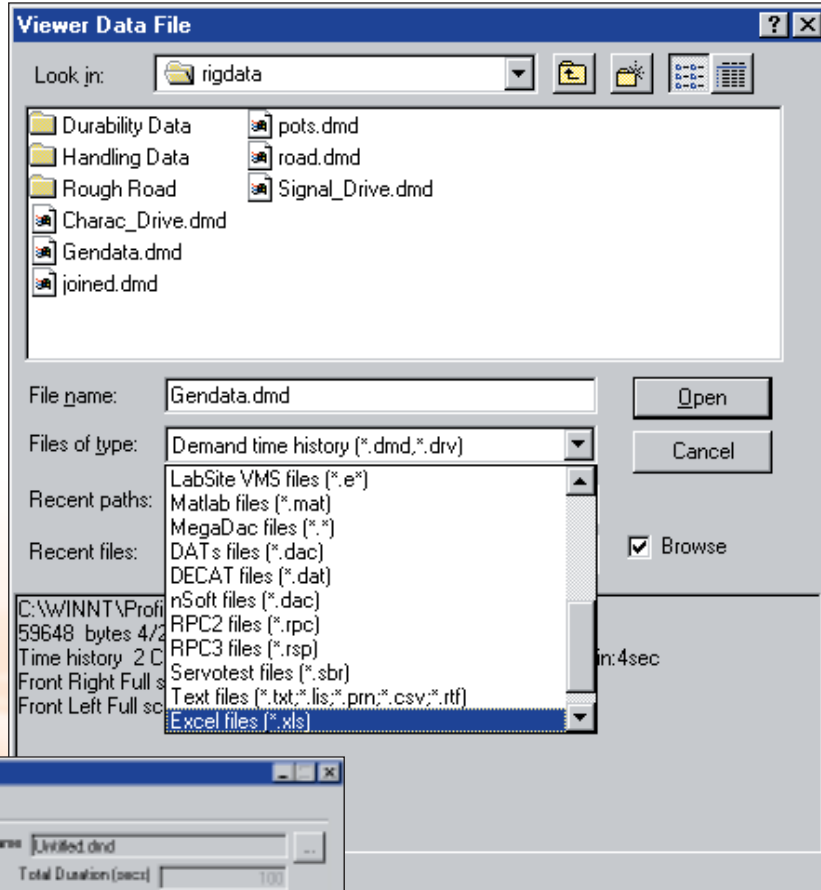 Viewer Data File
Look in: rigdata
Durability Data pots.dmd
Handling Data road.dmd
Rough Road Signal_Drive.dmd
Charac_Drive.dmd
Gendata.dmd
joined.dmd
File name: Gendata.dmd Open
Files of type: Demand time history (*.dmd,*.drv) Cancel
LabSite VMS files (*.e*)
Recent paths: Matlab files (*.mat)
MegaDac files (*.*)
Recent files: DATs files (*.dac) Browse
DECAT files (*.dat)
nSoft files (*.dac)
C:\WINNT\Profi
RPC2 files (*.rpc)
59648 bytes 4/2
RPC3 files (*.rsp)
Time history 2 C in:4sec
Servotest files (*.sbr)
Front Right Full s
Text files (*.txt;*.lis;*.prn;*.csv;*.rtf)
Front Left Full sc
Excel files (*.xls)
Untitled.dmd ...
Total Duration (secs) 100